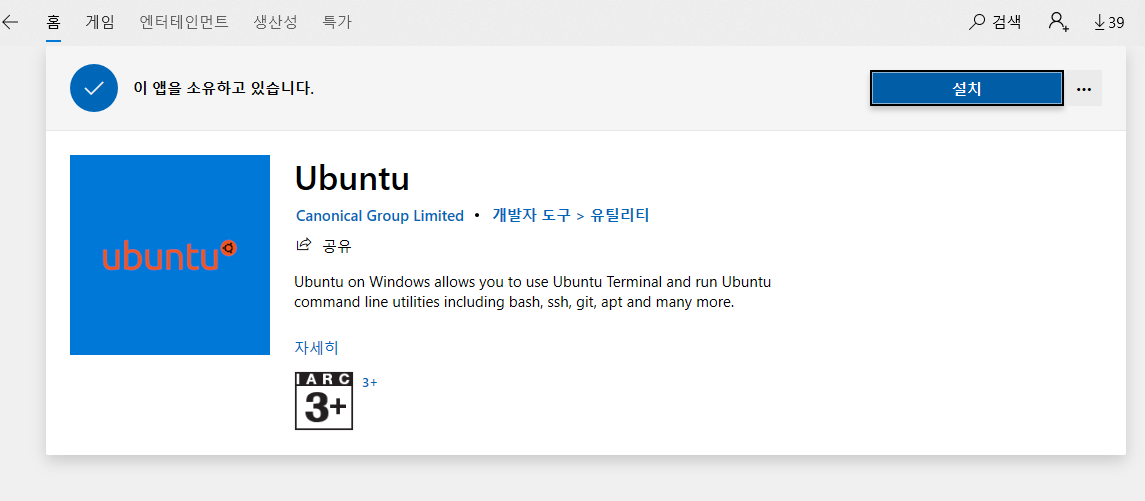 홈 게임 엔터테인먼트 생산성 특가 검색 39
이 앱을 소유하고 있습니다. 설치 ...
ubuntu
Ubuntu
Canonical Group Limited • 개발자 도구 > 유틸리티
공유
Ubuntu on Windows allows you to use Ubuntu Terminal and run Ubuntu
command line utilities including bash, ssh, git, apt and many more.
자세히
IARC
3+
3+